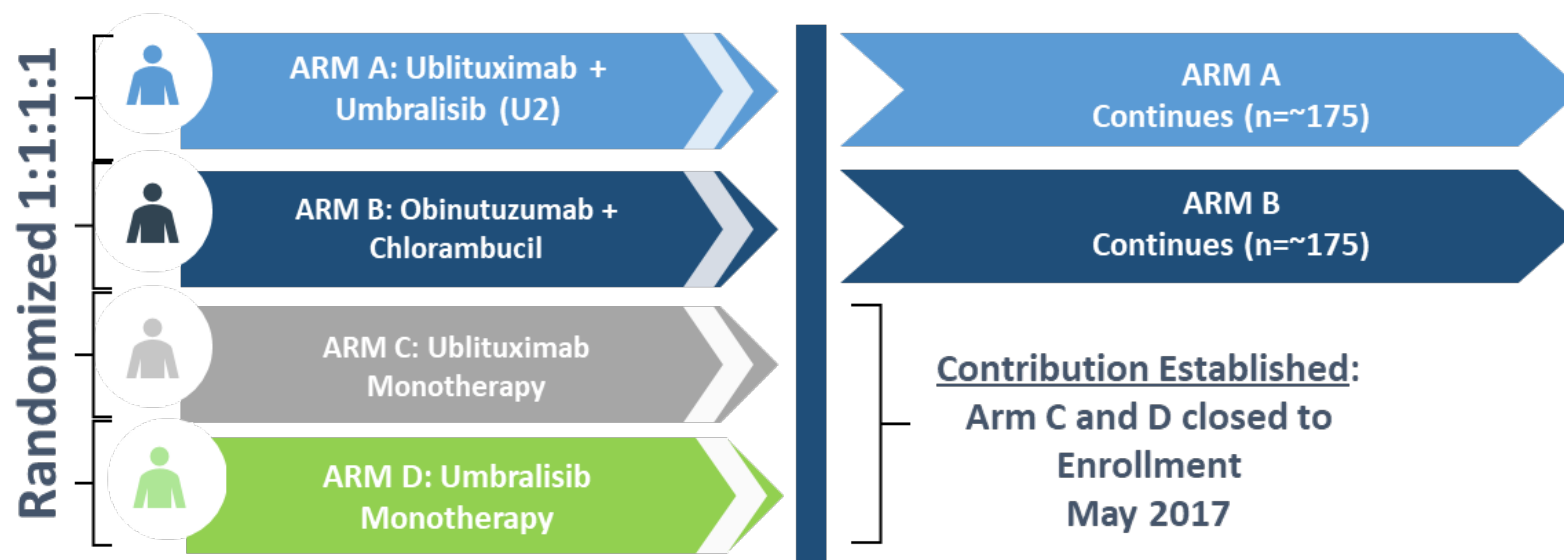 Randomized 1:1:1:1
ARM A: Ublituximab +
Umbralisib (U2)
ARM A
Continues (n=~175)
ARM B: Obinutuzumab +
Chlorambucil
ARM B
Continues (n=~175)
ARM C: Ublituximab
Monotherapy
ARM D: Umbralisib
Monotherapy
Contribution Established:
Arm C and D closed to
Enrollment
May 2017